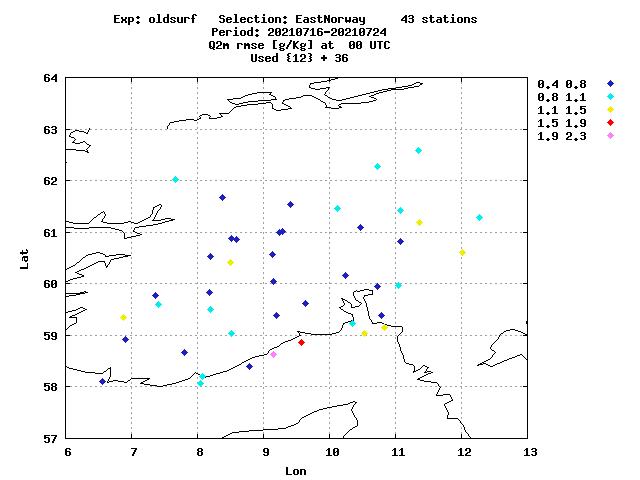 Exp: oldsurf Selection: EastNorway 43 stations
Period: 20210716-20210724
Q2m rmse [g/Kg] at 00 UTC
Used {12} + 36
64
63
62
61
60
59
58
57
Lat
6 7 8 9 10 11 12 13
Lon
0.4 0.8
0.8 1.1
1.1 1.5
1.5 1.9
1.9 2.3